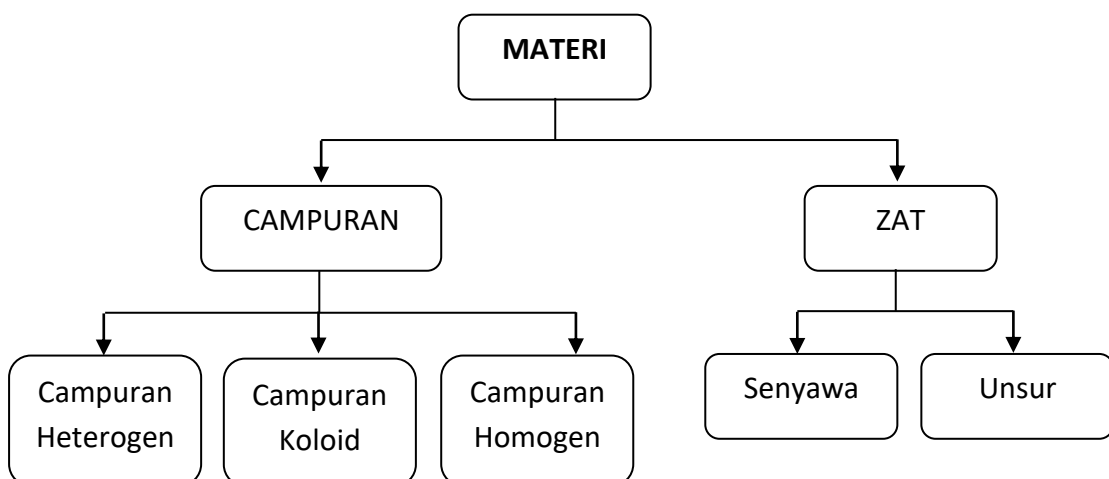 MATERI
CAMPURAN
ZAT
Campuran
Heterogen
Campuran
Koloid
Campuran
Homogen
Senyawa
Unsur